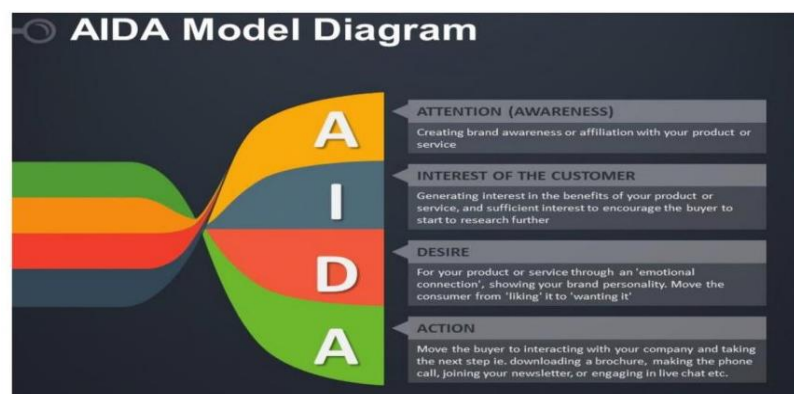 AIDA Model Diagram
A
ATTENTION (AWARENESS)
Creating brand awareness or affiliation with your product or
service
I
INTEREST OF THE CUSTOMER
Generating interest in the benefits of your product or
service, and sufficient interest to encourage the buyer to
start to research further
D
DESIRE
For your product or service through an 'emotional
connection', showing your brand personality. Move the
consumer from 'liking' it to 'wanting it'
A
ACTION
Move the buyer to interacting with your company and taking
the next step ie. downloading a brochure, making the phone
call, joining your newsletter, or engaging in live chat etc.